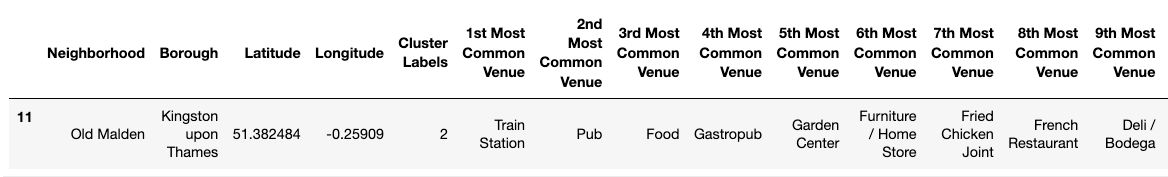 Neighborhood Borough Latitude Longitude Cluster Labels 1st Most Common Venue 2nd Most Common Venue 3rd Most Common Venue 4th Most Common Venue 5th Most Common Venue 6th Most Common Venue 7th Most Common Venue 8th Most Common Venue 9th Most Common Venue
11 Old Malden Kingston upon Thames 51.382484 -0.25909 2 Train Station Pub Food Gastropub Garden Center Furniture / Home Store Fried Chicken Joint French Restaurant Deli / Bodega